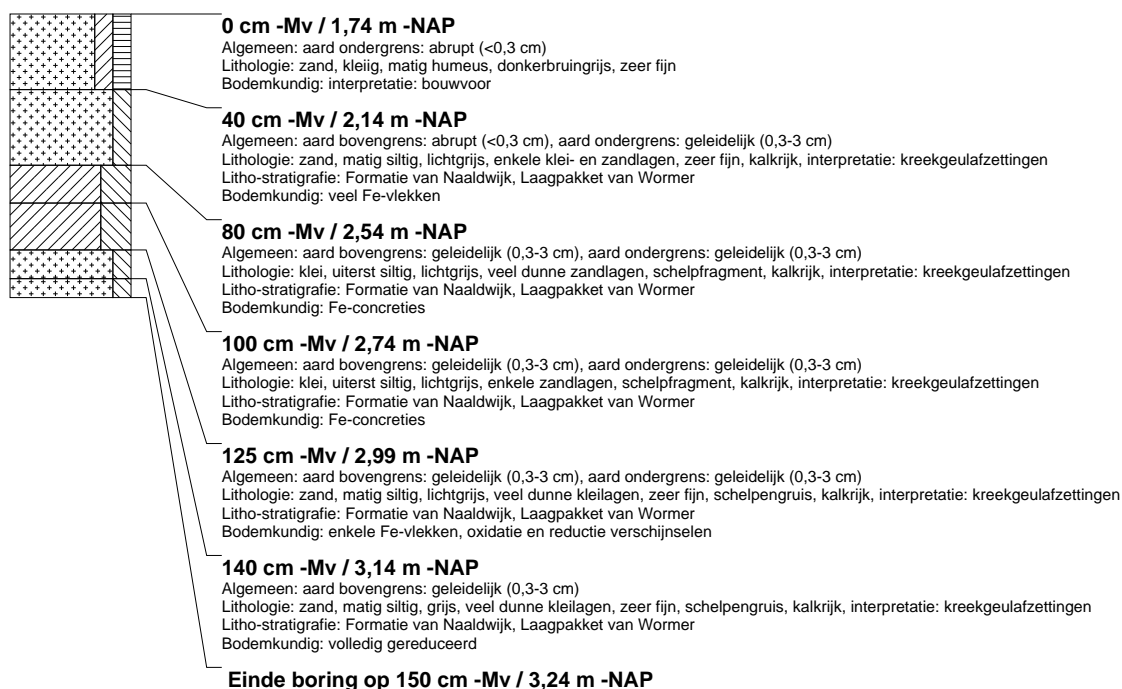 0 cm -Mv / 1,74 m -NAP
Algemeen: aard ondergrens: abrupt (<0,3 cm)
Lithologie: zand, kleiig, matig humeus, donkerbruingrijs, zeer fijn
Bodemkundig: interpretatie: bouwvoor
40 cm -Mv / 2,14 m -NAP
Algemeen: aard bovengrens: abrupt (<0,3 cm), aard ondergrens: geleidelijk (0,3-3 cm)
Lithologie: zand, matig siltig, lichtgrijs, enkele klei- en zandlagen, zeer fijn, kalkrijk, interpretatie: kreekgeulafzettingen
Litho-stratigrafie: Formatie van Naaldwijk, Laagpakket van Wormer
Bodemkundig: veel Fe-vlekken
80 cm -Mv / 2,54 m -NAP
Algemeen: aard bovengrens: geleidelijk (0,3-3 cm), aard ondergrens: geleidelijk (0,3-3 cm)
Lithologie: klei, uiterst siltig, lichtgrijs, veel dunne zandlagen, schelpfragment, kalkrijk, interpretatie: kreekgeulafzettingen
Litho-stratigrafie: Formatie van Naaldwijk, Laagpakket van Wormer
Bodemkundig: Fe-concreties
100 cm -Mv / 2,74 m -NAP
Algemeen: aard bovengrens: geleidelijk (0,3-3 cm), aard ondergrens: geleidelijk (0,3-3 cm)
Lithologie: klei, uiterst siltig, lichtgrijs, enkele zandlagen, schelpfragment, kalkrijk, interpretatie: kreekgeulafzettingen
Litho-stratigrafie: Formatie van Naaldwijk, Laagpakket van Wormer
Bodemkundig: Fe-concreties
125 cm -Mv / 2,99 m -NAP
Algemeen: aard bovengrens: geleidelijk (0,3-3 cm), aard ondergrens: geleidelijk (0,3-3 cm)
Lithologie: zand, matig siltig, lichtgrijs, veel dunne kleilagen, zeer fijn, schelpengruis, kalkrijk, interpretatie: kreekgeulafzettingen
Litho-stratigrafie: Formatie van Naaldwijk, Laagpakket van Wormer
Bodemkundig: enkele Fe-vlekken, oxidatie en reductie verschijnselen
140 cm -Mv / 3,14 m -NAP
Algemeen: aard bovengrens: geleidelijk (0,3-3 cm)
Lithologie: zand, matig siltig, grijs, veel dunne kleilagen, zeer fijn, schelpengruis, kalkrijk, interpretatie: kreekgeulafzettingen
Litho-stratigrafie: Formatie van Naaldwijk, Laagpakket van Wormer
Bodemkundig: volledig gereduceerd
Einde boring op 150 cm -Mv / 3,24 m -NAP